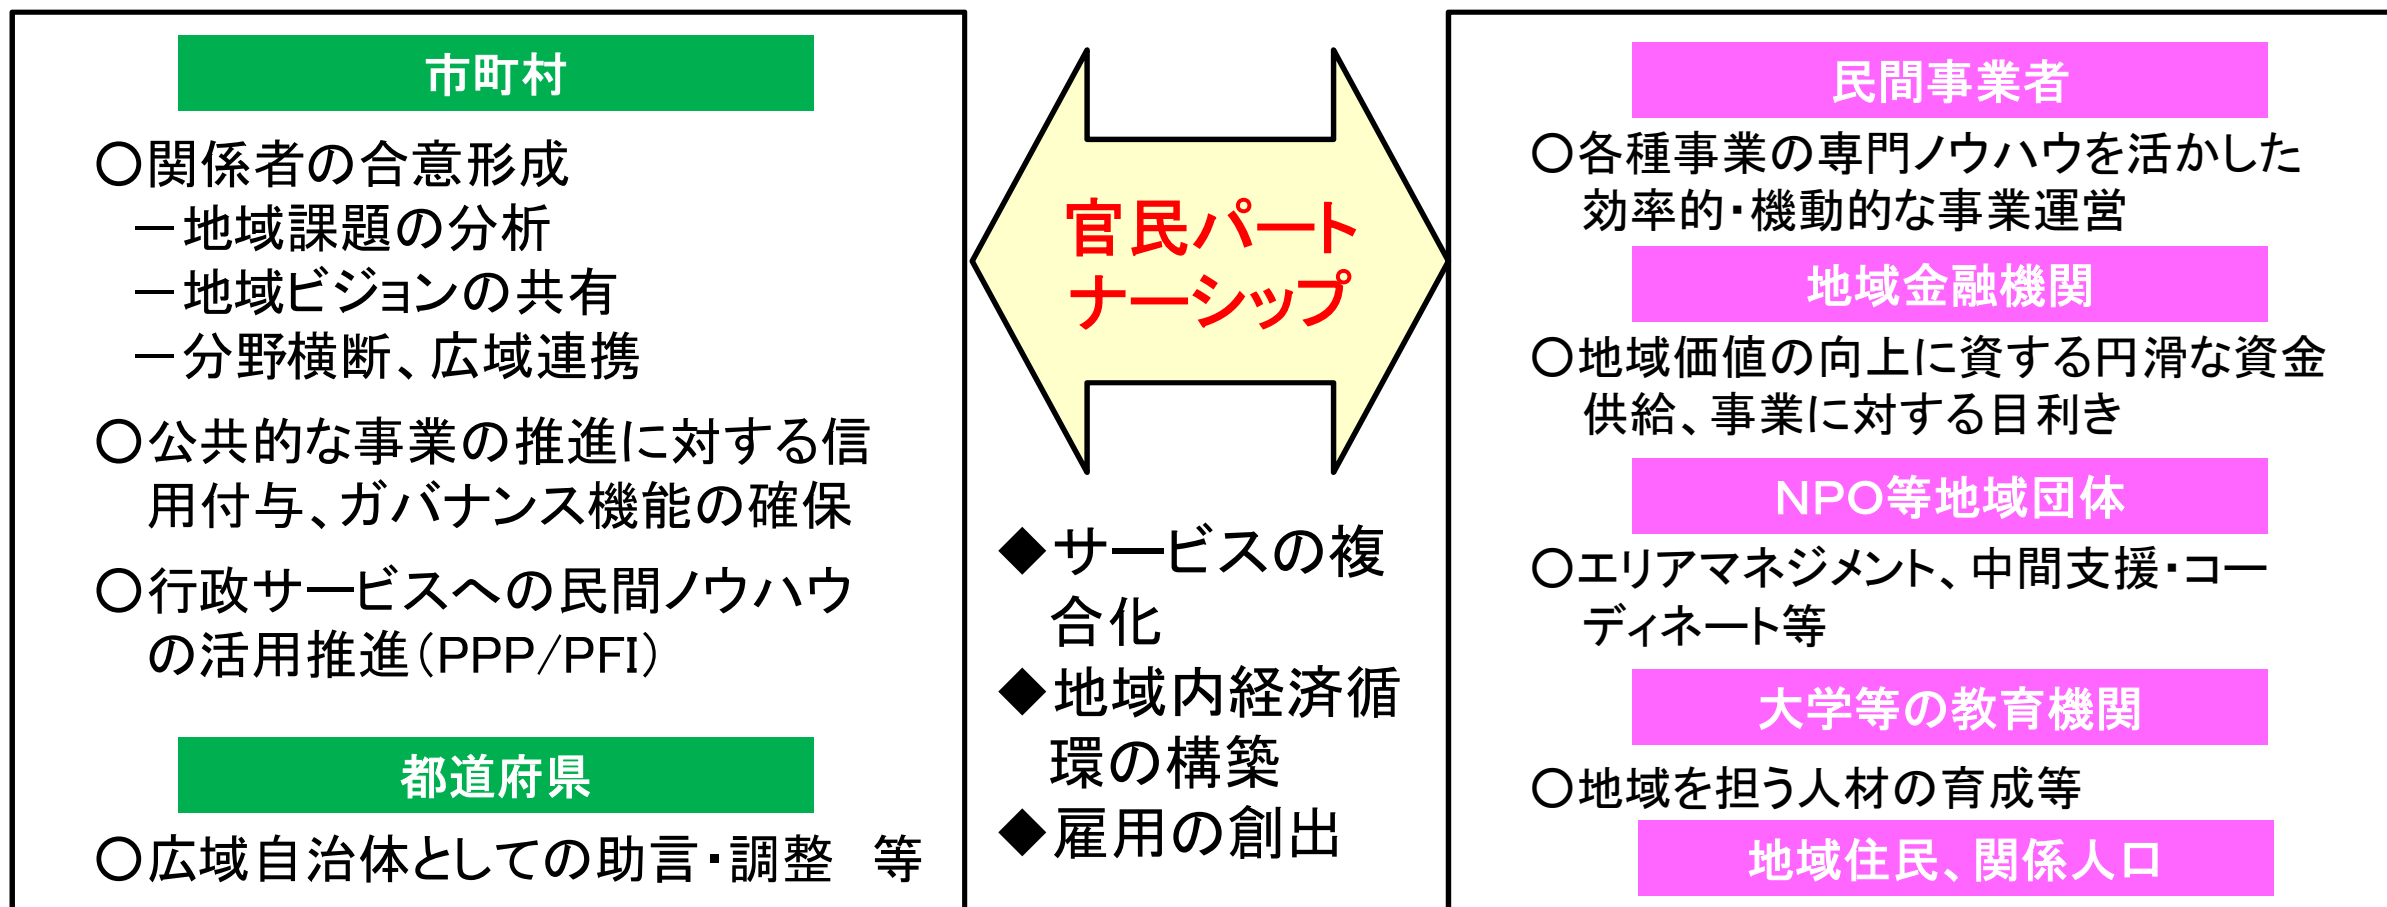 市町村
〇関係者の合意形成
－地域課題の分析
－地域ビジョンの共有
－分野横断、広域連携
〇公共的な事業の推進に対する信
用付与、ガバナンス機能の確保
〇行政サービスへの民間ノウハウ
の活用推進(PPP/PFI)
都道府県
〇広域自治体としての助言・調整　等
官民パート
ナーシップ
◆サービスの複
合化
◆地域内経済循
環の構築
◆雇用の創出
民間事業者
〇各種事業の専門ノウハウを活かした
効率的・機動的な事業運営
地域金融機関
〇地域価値の向上に資する円滑な資金
供給、事業に対する目利き
NPO等地域団体
〇エリアマネジメント、中間支援・コー
ディネート等
大学等の教育機関
〇地域を担う人材の育成等
地域住民、関係人口